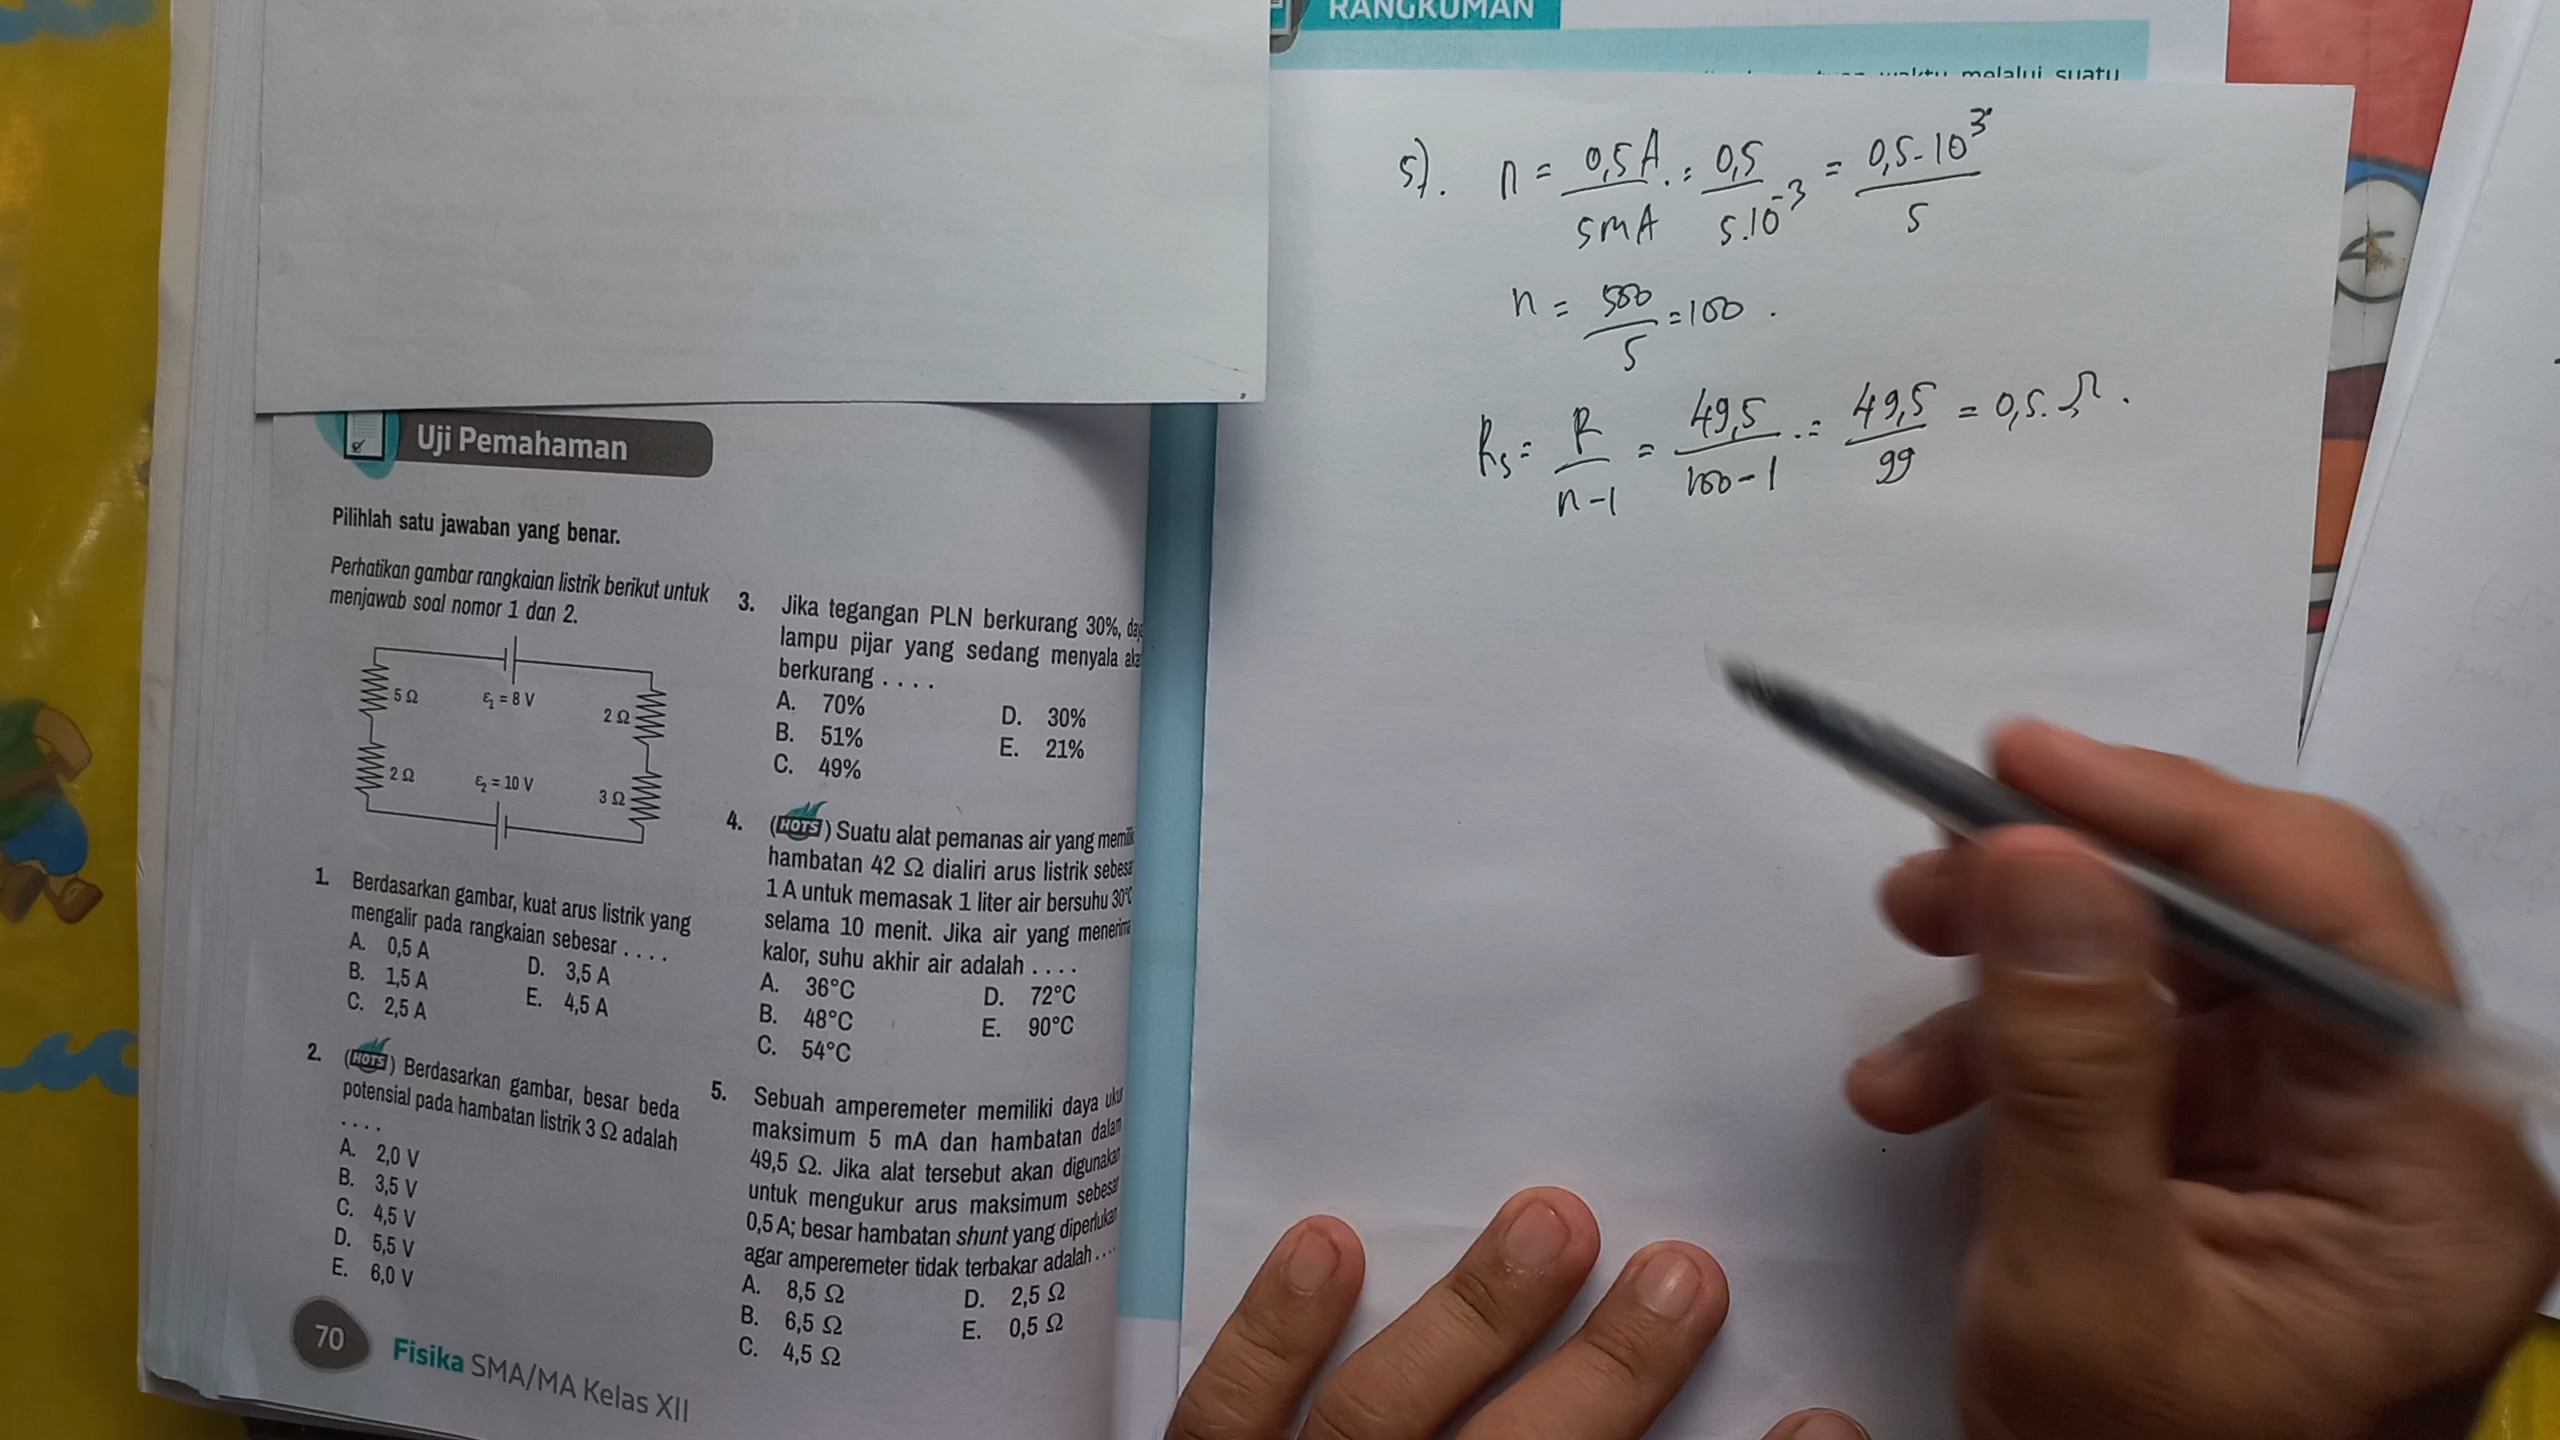 RANGKUMAN
waktu melalui suatu
Uji Pemahaman
Pilihlah satu jawaban yang benar.
Perhatikan gambar rangkaian listrik berikut untuk
menjawab soal nomor 1 dan 2.
5 Ω
ε₁ = 8 V
2 Ω
2 Ω
ε₂ = 10 V
3 Ω
1. Berdasarkan gambar, kuat arus listrik yang
mengalir pada rangkaian sebesar . . . .
A. 0,5 A
B. 1,5 A
C. 2,5 A
D. 3,5 A
E. 4,5 A
2. (HOTS) Berdasarkan gambar, besar beda
potensial pada hambatan listrik 3 Ω adalah
. . . .
A. 2,0 V
B. 3,5 V
C. 4,5 V
D. 5,5 V
E. 6,0 V
70 Fisika SMA/MA Kelas XII
3. Jika tegangan PLN berkurang 30%,
lampu pijar yang sedang menyala
berkurang . . . .
A. 70%
B. 51%
C. 49%
D. 30%
E. 21%
4. (HOTS) Suatu alat pemanas air yang
hambatan 42 Ω dialiri arus listrik
1 A untuk memasak 1 liter air bersuhu 30°C
selama 10 menit. Jika air yang
kalor, suhu akhir air adalah . . . .
A. 36°C
B. 48°C
C. 54°C
D. 72°C
E. 90°C
5. Sebuah amperemeter memiliki daya
maksimum 5 mA dan hambatan
49,5 Ω. Jika alat tersebut akan
untuk mengukur arus maksimum
0,5 A; besar hambatan shunt yang
agar amperemeter tidak terbakar adalah . . . .
A. 8,5 Ω
B. 6,5 Ω
C. 4,5 Ω
D. 2,5 Ω
E. 0,5 Ω
5). n = 0,5 A / 5 mA = 0,5 / 5.10⁻³ = 0,5 - 10³ / 5
n = 500 / 5 = 100 .
Rs = R / n-1 = 49,5 / 100-1 = 49,5 / 99 = 0,5. Ω .